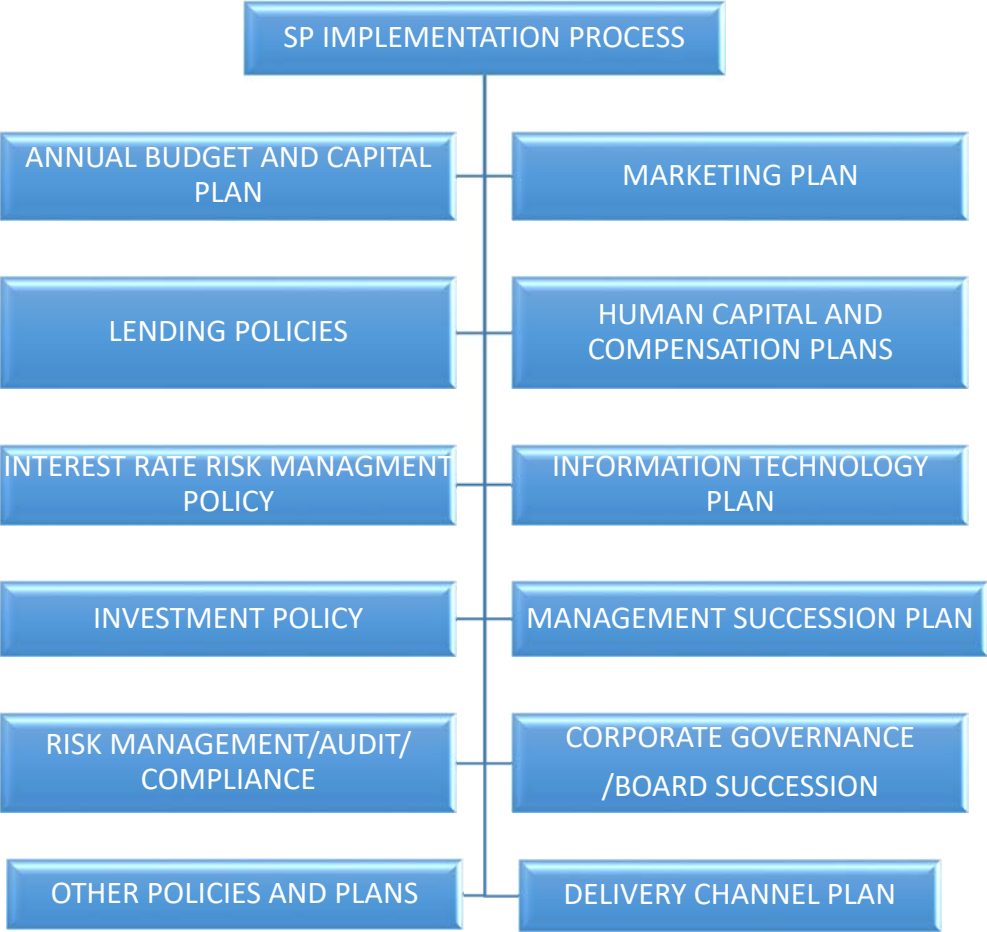 SP IMPLEMENTATION PROCESS
ANNUAL BUDGET AND CAPITAL
PLAN
MARKETING PLAN
LENDING POLICIES
HUMAN CAPITAL AND
COMPENSATION PLANS
INTEREST RATE RISK MANAGMENT
POLICY
INFORMATION TECHNOLOGY
PLAN
INVESTMENT POLICY
MANAGEMENT SUCCESSION PLAN
RISK MANAGEMENT/AUDIT/
COMPLIANCE
CORPORATE GOVERNANCE
/BOARD SUCCESSION
OTHER POLICIES AND PLANS
DELIVERY CHANNEL PLAN